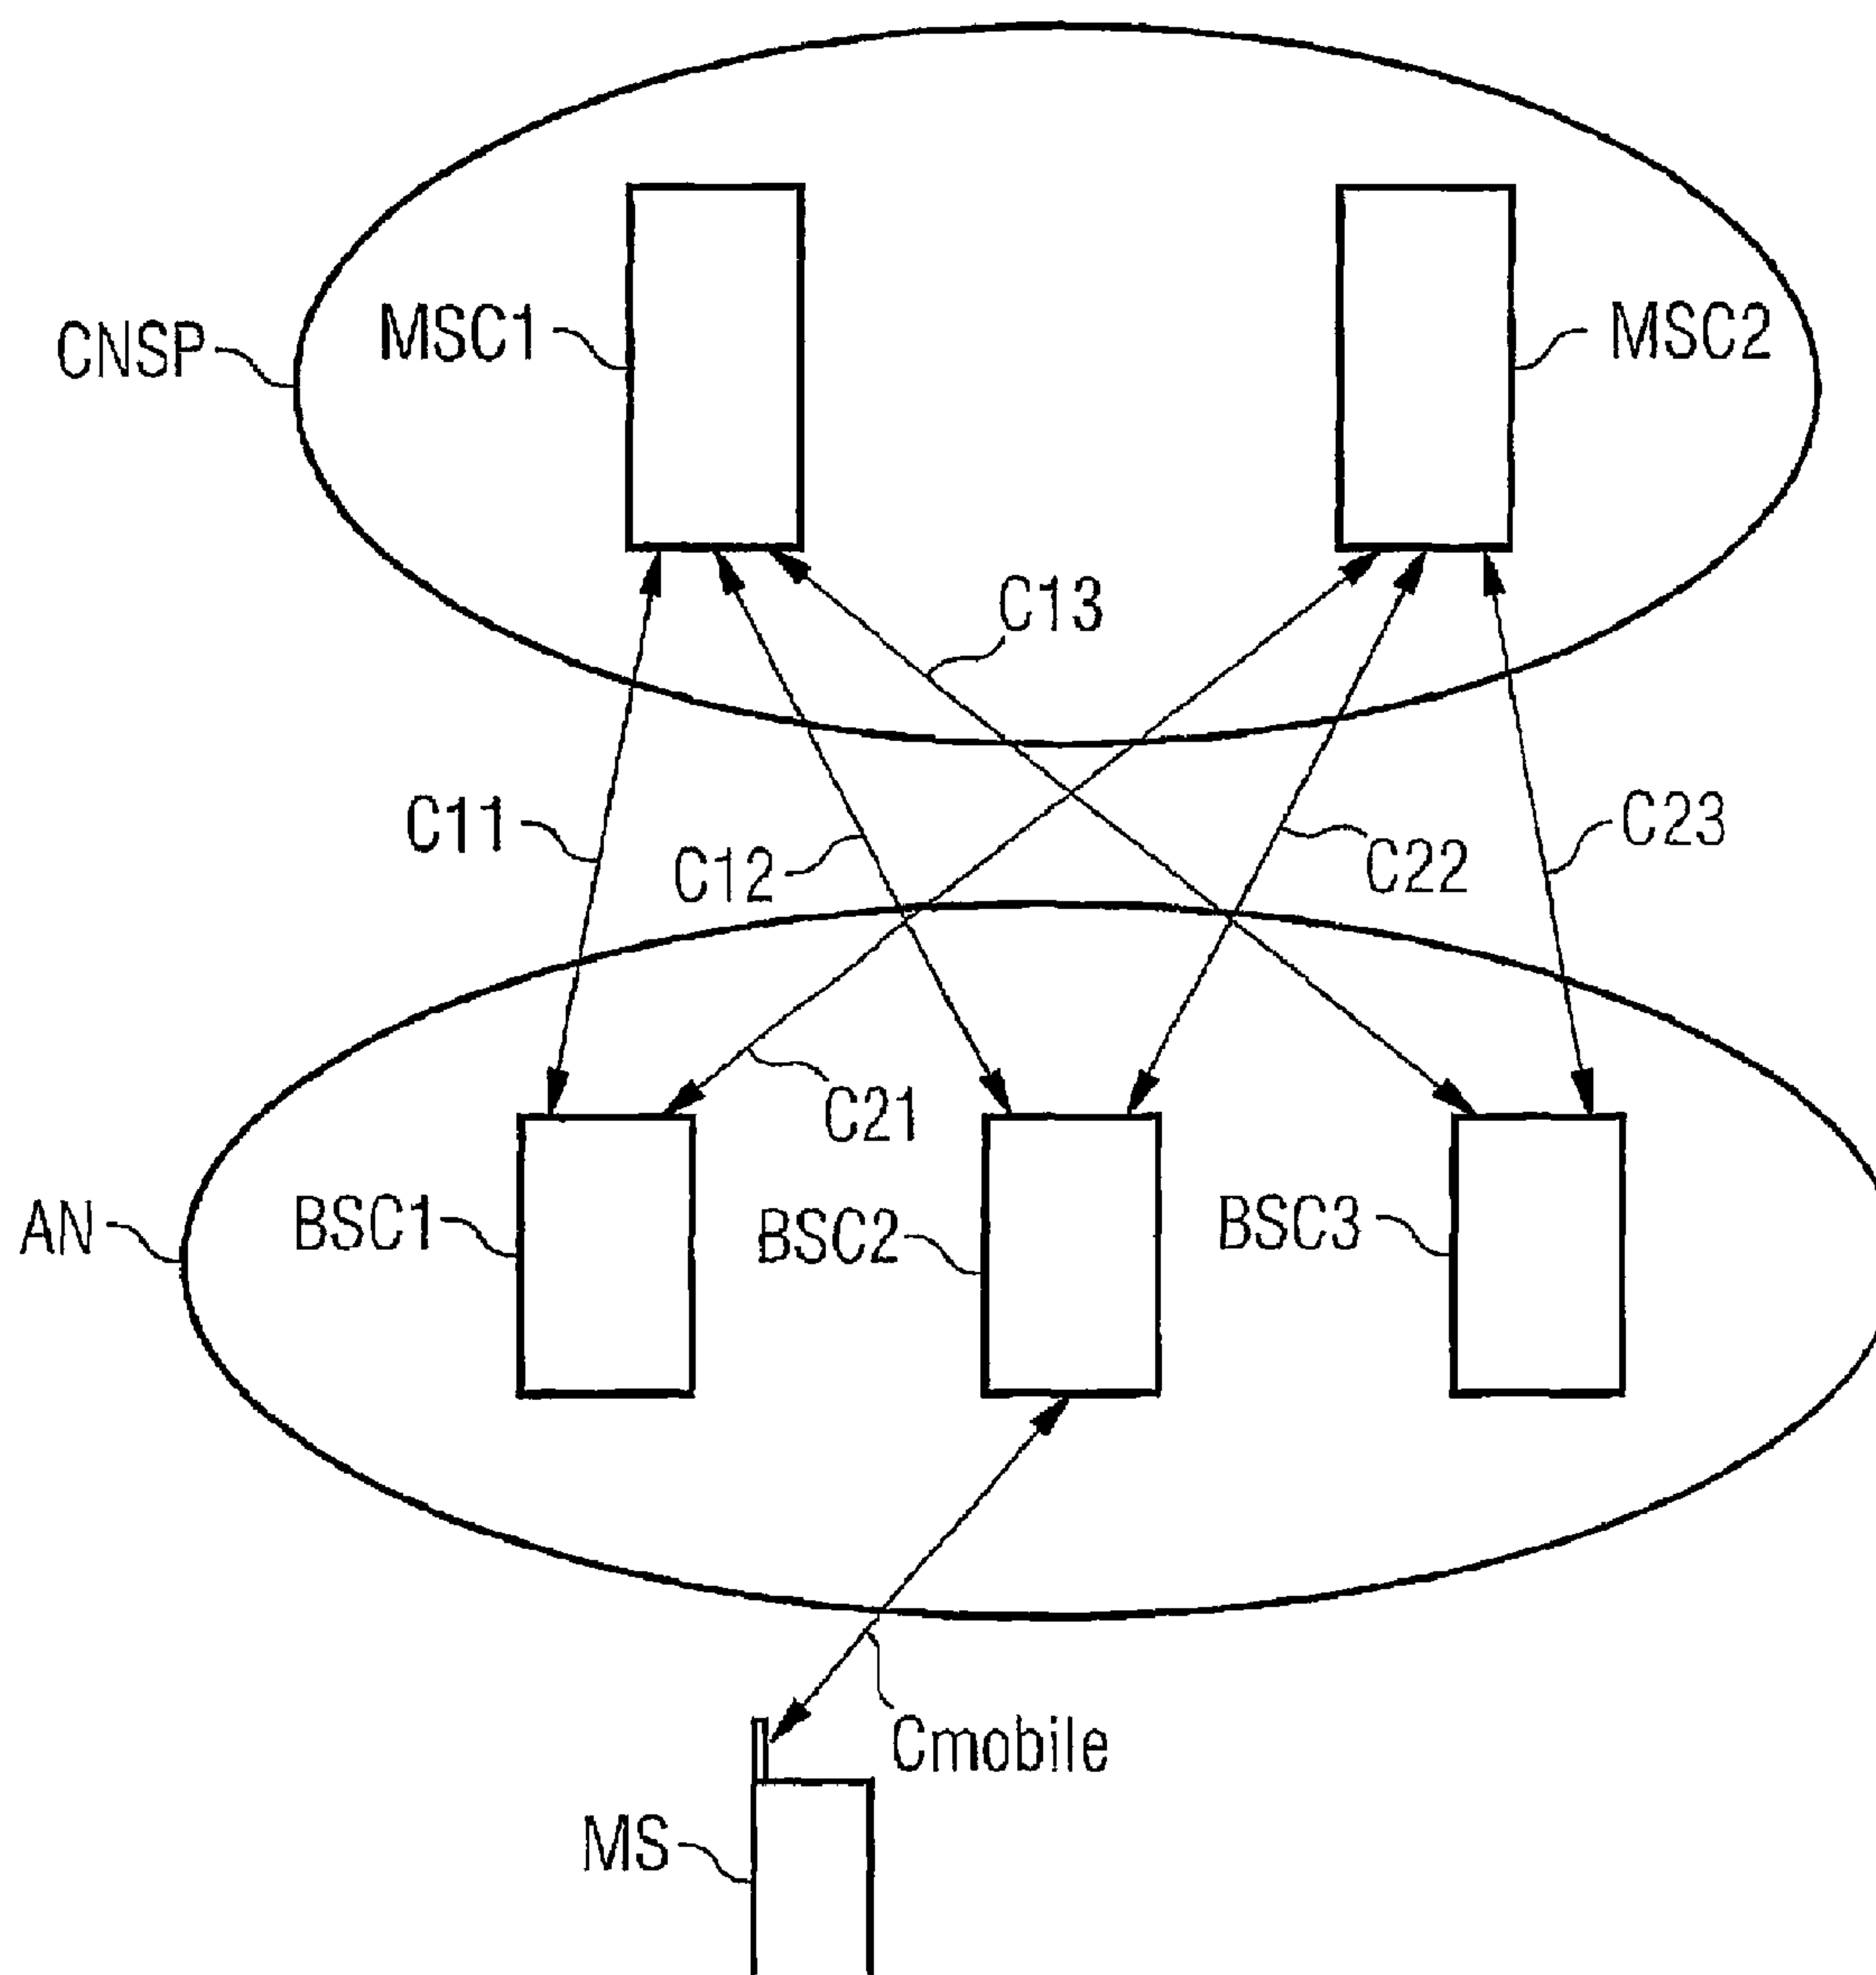 CNSP
MSC1
MSC2
C13
C11
C12
C22
C23
C21
AN
BSC1
BSC2
BSC3
Cmobile
MS